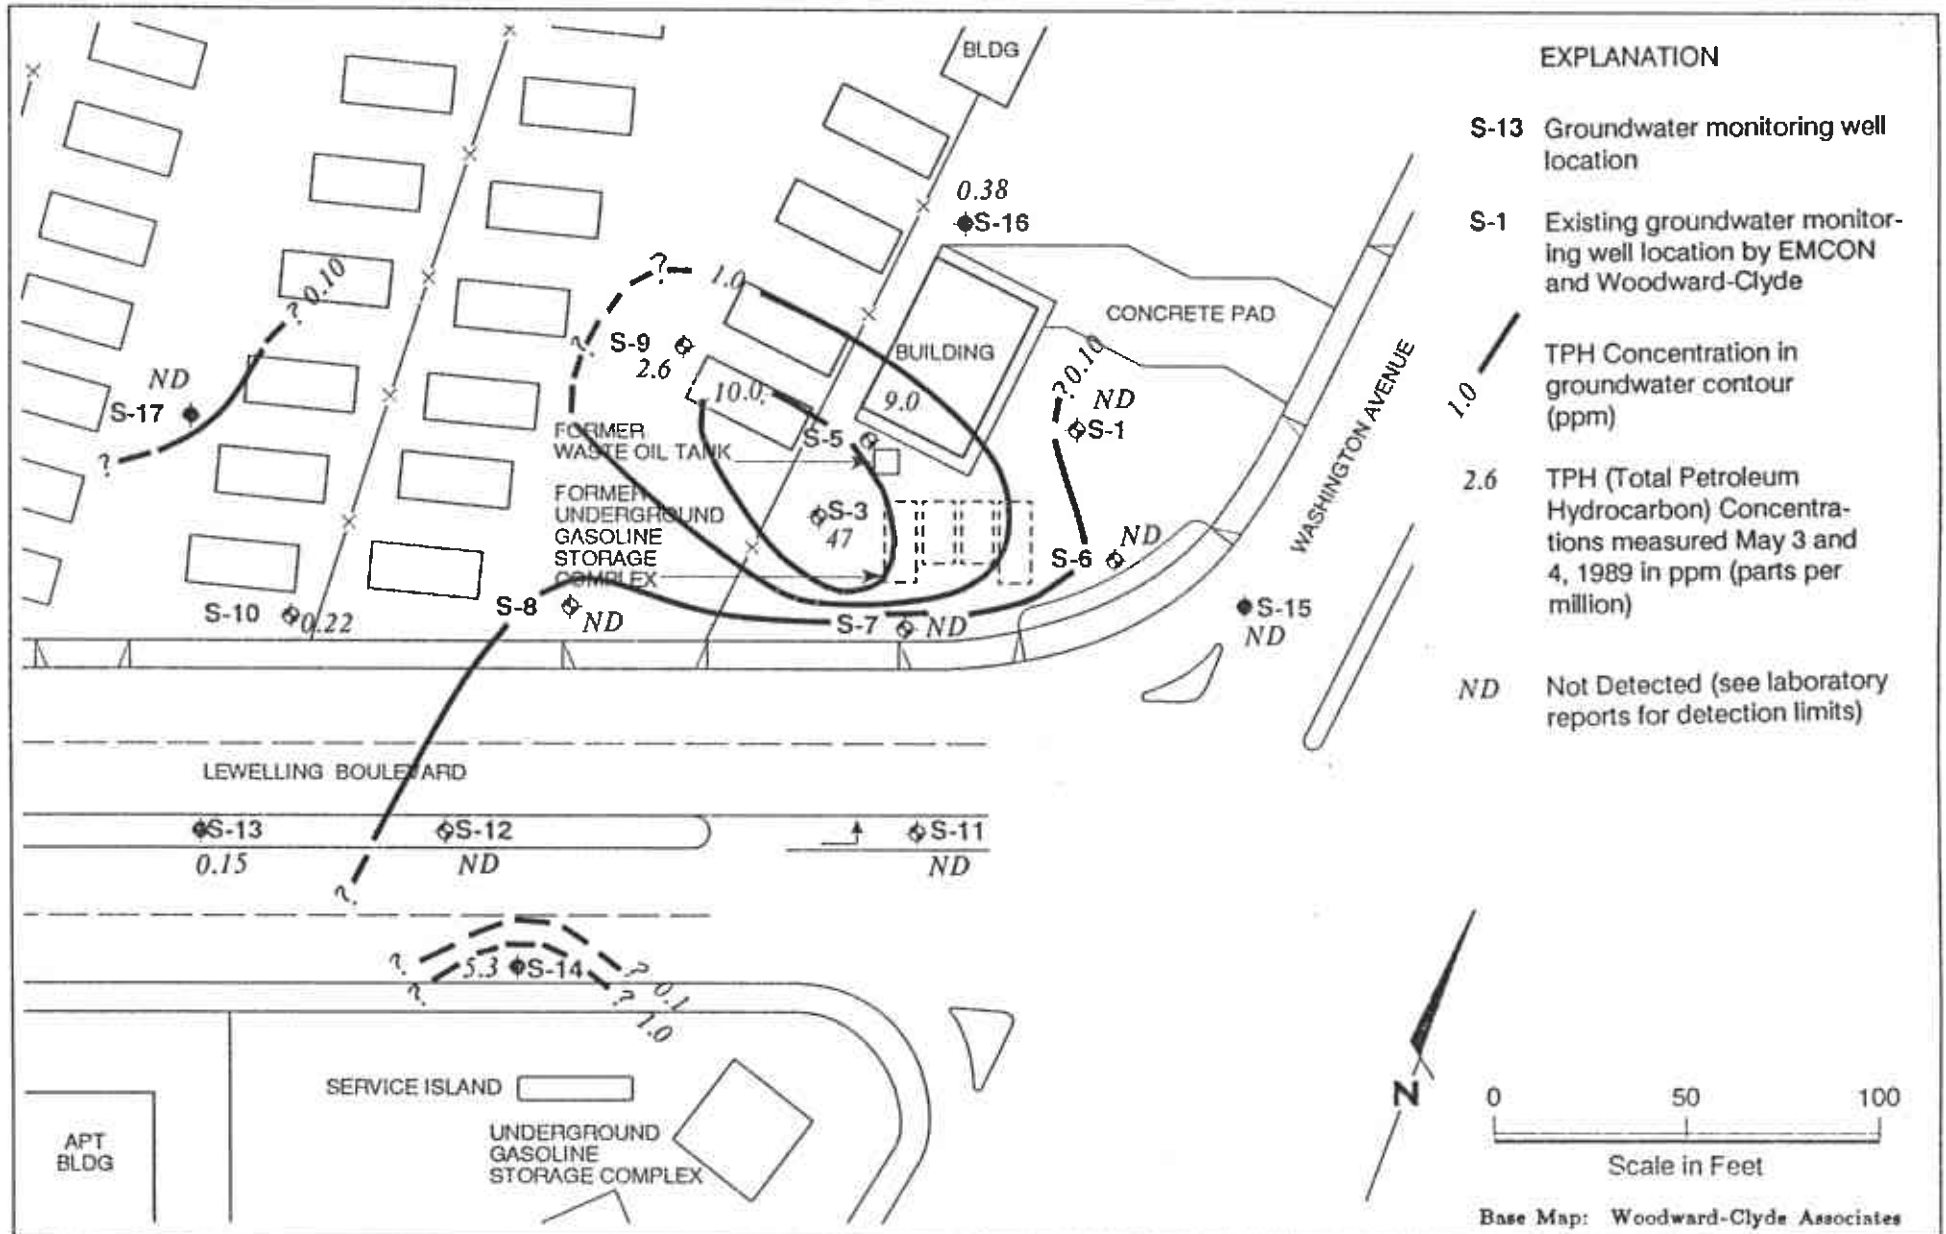 BLDG
EXPLANATION
S-13 Groundwater monitoring well
location
S-1 Existing groundwater monitor-
ing well location by EMCON
and Woodward-Clyde
1.0
TPH Concentration in
groundwater contour
(ppm)
2.6 TPH (Total Petroleum
Hydrocarbon) Concentra-
tions measured May 3 and
4, 1989 in ppm (parts per
million)
ND Not Detected (see laboratory
reports for detection limits)
0.38
S-16
? 0.10
?
1.0
CONCRETE PAD
WASHINGTON AVENUE
S-9
2.6
?
BUILDING
9.0
10.0
? 0.10
ND
S-1
ND
S-17
?
S-5
FORMER
WASTE OIL TANK
FORMER
UNDERGROUND
GASOLINE
STORAGE
COMPLEX
S-3
47
ND
S-6
S-8
ND
S-10
0.22
S-7
ND
S-15
ND
LEWELLING BOULEVARD
S-13
0.15
S-12
ND
S-11
ND
?
?
?
5.3
S-14
?
?
0.1
1.0
SERVICE ISLAND
UNDERGROUND
GASOLINE
STORAGE COMPLEX
APT
BLDG
N
0 50 100
Scale in Feet
Base Map: Woodward-Clyde Associates